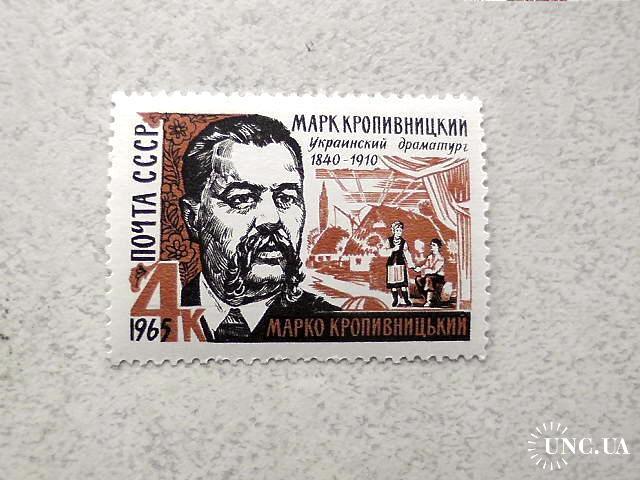 МАРК КРОПИВНИЦКИЙ
Украинский драматург
1840-1910
ПОЧТА СССР
4к
1965
МАРКО КРОПИВНИЦЬКИЙ
UNC.UA